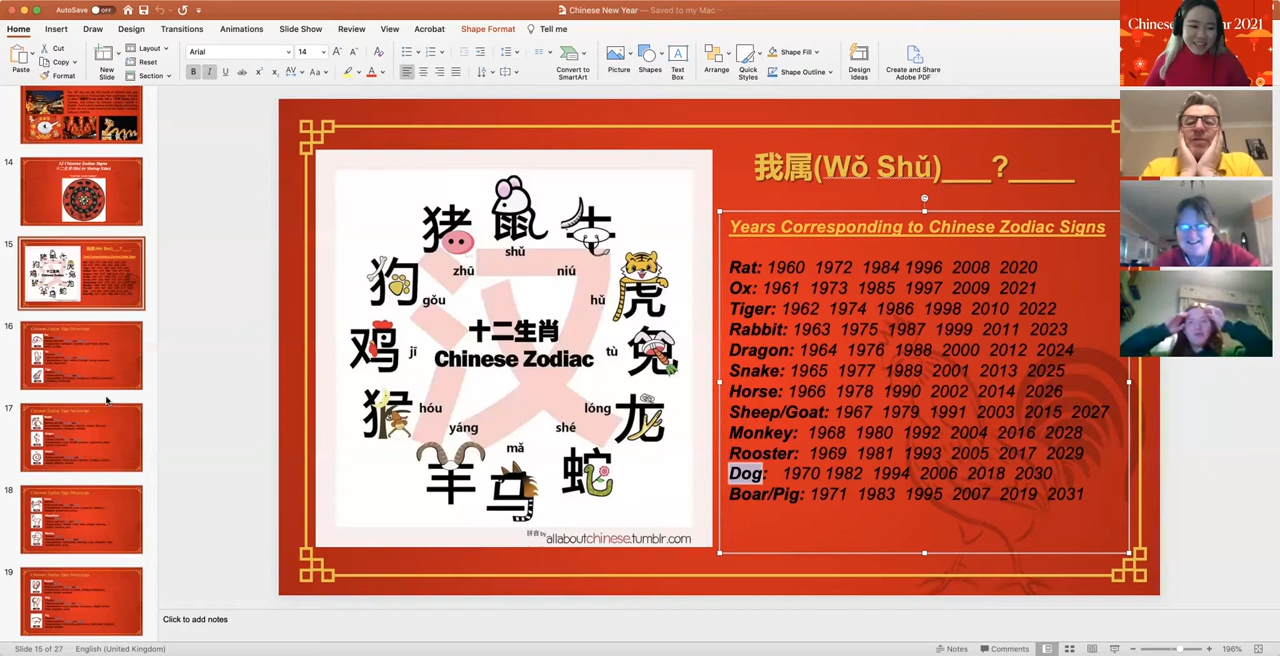 AutoSave OFF
Chinese New Year — Saved to my Mac
Home Insert Draw Design Transitions Animations Slide Show Review View Acrobat Shape Format Tell me
Paste
Cut
Copy
Format
New Slide
Layout
Reset
Section
Arial 14
Convert to SmartArt
Picture
Shapes
Text Box
Arrange
Quick Styles
Shape Fill
Shape Outline
Design Ideas
Create and Share Adobe PDF
14
15
16
17
18
19
我属(Wǒ Shǔ)___?____
Years Corresponding to Chinese Zodiac Signs
Rat: 1960 1972 1984 1996 2008 2020
Ox: 1961 1973 1985 1997 2009 2021
Tiger: 1962 1974 1986 1998 2010 2022
Rabbit: 1963 1975 1987 1999 2011 2023
Dragon: 1964 1976 1988 2000 2012 2024
Snake: 1965 1977 1989 2001 2013 2025
Horse: 1966 1978 1990 2002 2014 2026
Sheep/Goat: 1967 1979 1991 2003 2015 2027
Monkey: 1968 1980 1992 2004 2016 2028
Rooster: 1969 1981 1993 2005 2017 2029
Dog: 1970 1982 1994 2006 2018 2030
Boar/Pig: 1971 1983 1995 2007 2019 2031
猪 zhū
鼠 shǔ
牛 niú
狗 gǒu
虎 hǔ
鸡 jī
兔 tù
猴 hóu
龙 lóng
羊 yáng
马 mǎ
蛇 shé
汉
十二生肖
Chinese Zodiac
拼音by allaboutchinese.tumblr.com
Click to add notes
Slide 15 of 27 English (United Kingdom)
Notes Comments 196%